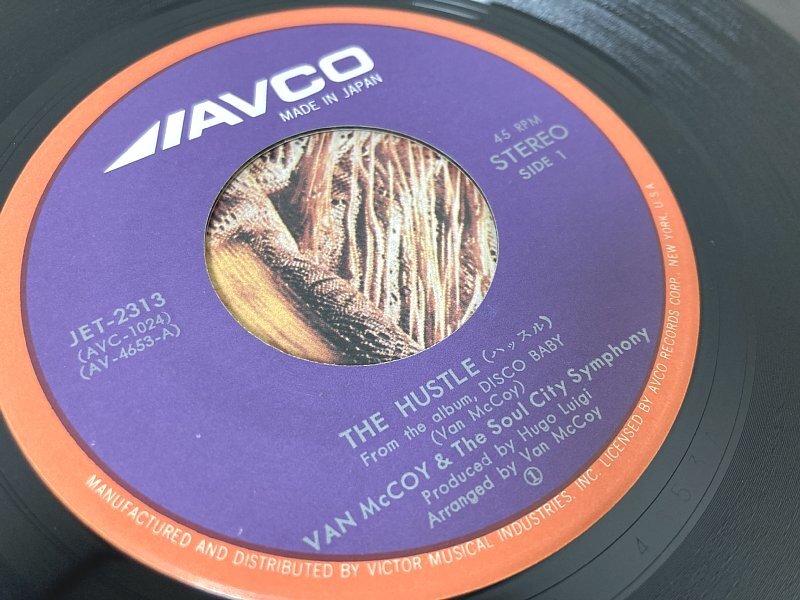 AVCO
MADE IN JAPAN
45 RPM
STEREO
SIDE 1
JET-2313
(AVC-1024)
(AV-4653-A)
THE HUSTLE (ハッスル)
From the album, DISCO BABY
(Van McCoy)
VAN McCOY & The Soul City Symphony
Produced by Hugo Luigi
Arranged by Van McCoy
①
MANUFACTURED AND DISTRIBUTED BY VICTOR MUSICAL INDUSTRIES, INC. LICENSED BY AVCO RECORDS CORP., NEW YORK, U.S.A.